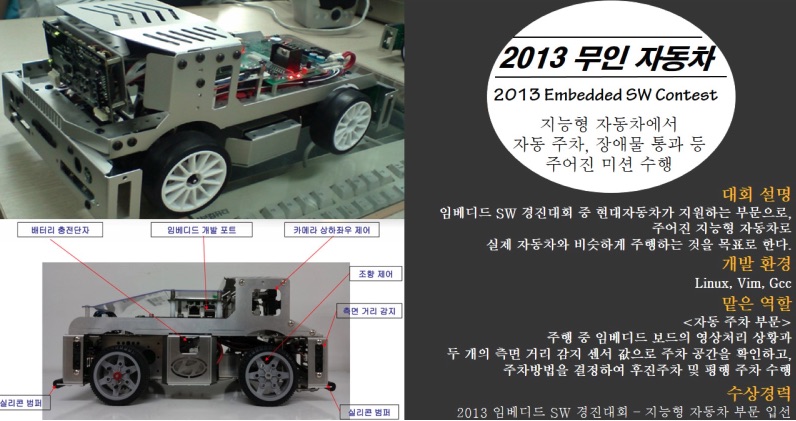 배터리 충전단자
임베디드 개발 포트
카메라 상하좌우 제어
조향 제어
측면 거리 감지
실리콘 범퍼
실리콘 범퍼
2013 무인 자동차
2013 Embedded SW Contest
지능형 자동차에서
자동 주차, 장애물 통과 등
주어진 미션 수행
대회 설명
임베디드 SW 경진대회 중 현대자동차가 지원하는 부문으로,
주어진 지능형 자동차로
실제 자동차와 비슷하게 주행하는 것을 목표로 한다.
개발 환경
Linux, Vim, Gcc
맡은 역할
<자동 주차 부문>
주행 중 임베디드 보드의 영상처리 상황과
두 개의 측면 거리 감지 센서 값으로 주차 공간을 확인하고,
주차방법을 결정하여 후진주차 및 평행 주차 수행
수상경력
2013 임베디드 SW 경진대회 – 지능형 자동차 부문 입선